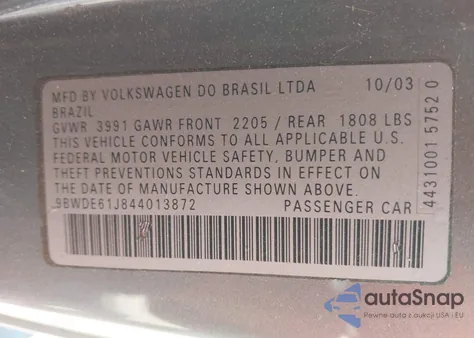 MFD BY VOLKSWAGEN DO BRASIL LTDA 10/03
BRAZIL
GVWR 3991 GAWR FRONT 2205 / REAR 1808 LBS
THIS VEHICLE CONFORMS TO ALL APPLICABLE U.S.
FEDERAL MOTOR VEHICLE SAFETY, BUMPER AND
THEFT PREVENTIONS STANDARDS IN EFFECT ON THE
DATE OF MANUFACTURE SHOWN ABOVE.
9BWDE61J844013872 PASSENGER CAR
4431001 5752 0
autoSnap
Pewne auta z aukcji USA i EU